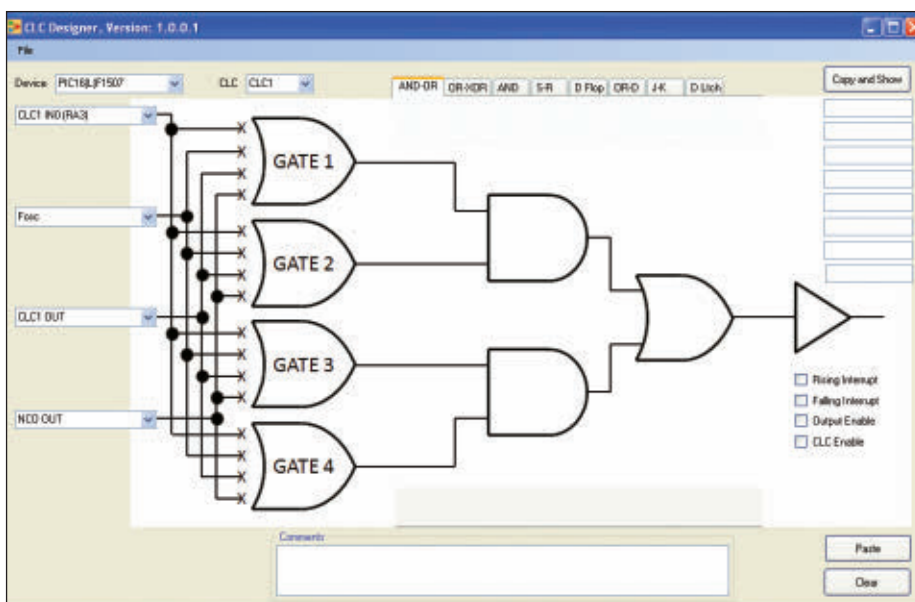 CLC Designer, Version: 1.0.0.1
File
Device PIC16(L)F1507 CLC CLC1
AND-OR OR-XOR AND S-R D Flop OR-D J-K D Ltch
Copy and Show
CLC1 IN0 (RA3)
Fosc
CLC1 OUT
NCO OUT
GATE 1
GATE 2
GATE 3
GATE 4
Rising Interrupt
Falling Interrupt
Output Enable
CLC Enable
Comments
Paste
Clear